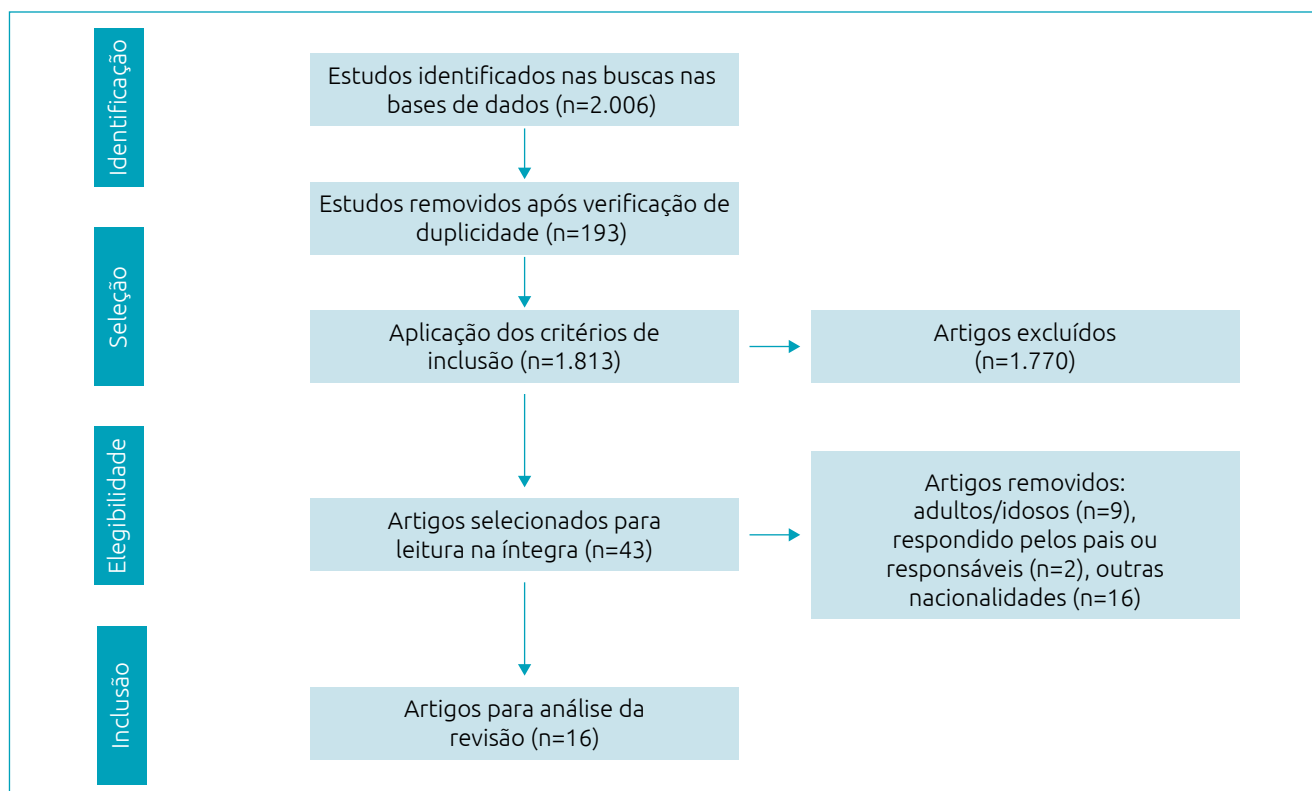 Identificação
Estudos identificados nas buscas nas
bases de dados (n=2.006)
Estudos removidos após verificação de
duplicidade (n=193)
Seleção
Aplicação dos critérios de
inclusão (n=1.813)
Artigos excluídos
(n=1.770)
Elegibilidade
Artigos selecionados para
leitura na íntegra (n=43)
Artigos removidos:
adultos/idosos (n=9),
respondido pelos pais ou
responsáveis (n=2), outras
nacionalidades (n=16)
Inclusão
Artigos para análise da
revisão (n=16)